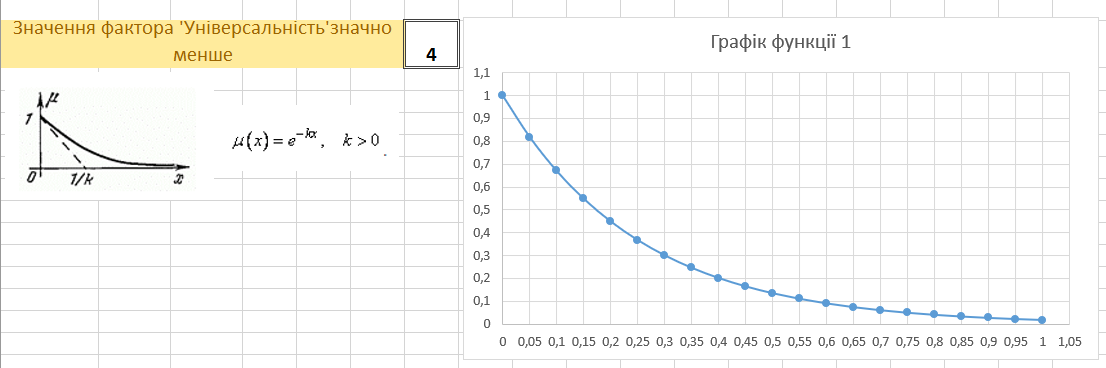 Значення фактора 'Універсальність'значно
менше
4
μ
1
0
1/k
x
μ(x) = e^{-kx}, k > 0
.
Графік функції 1
1,1
1
0,9
0,8
0,7
0,6
0,5
0,4
0,3
0,2
0,1
0
0 0,05 0,1 0,15 0,2 0,25 0,3 0,35 0,4 0,45 0,5 0,55 0,6 0,65 0,7 0,75 0,8 0,85 0,9 0,95 1 1,05